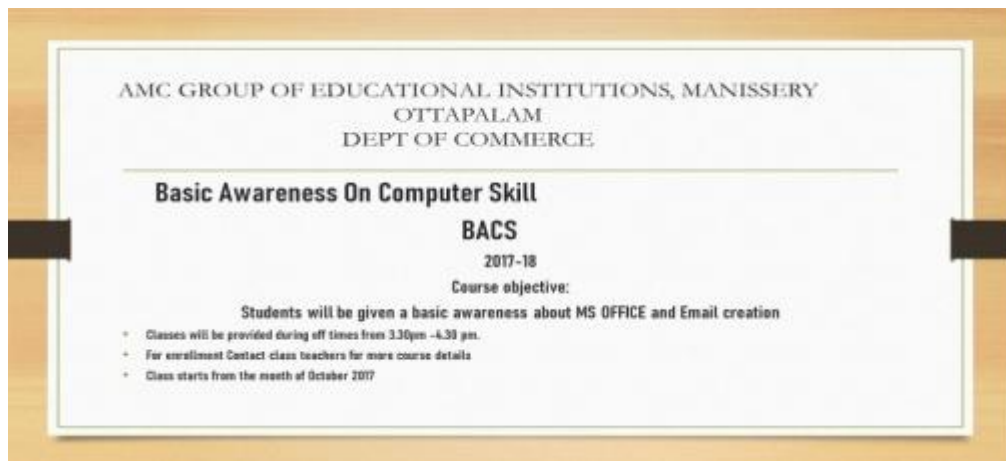 AMC GROUP OF EDUCATIONAL INSTITUTIONS, MANISSERY
OTTAPALAM
DEPT OF COMMERCE
Basic Awareness On Computer Skill
BACS
2017-18
Course objective:
Students will be given a basic awareness about MS OFFICE and Email creation
• Classes will be provided during off times from 3.30pm -4.30 pm.
• For enrollment Contact class teachers for more course details
• Class starts from the month of October 2017